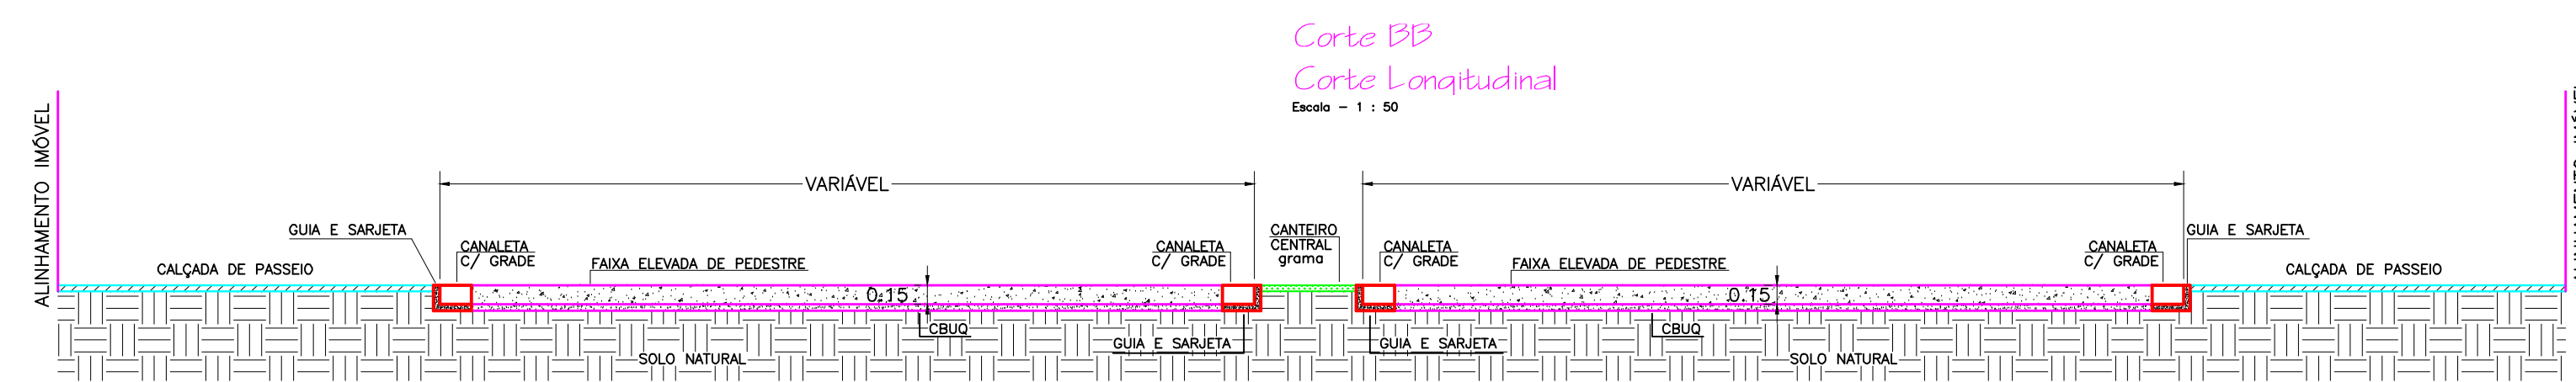 Corte BB
Corte Longitudinal
Escala - 1 : 50
ALINHAMENTO IMÓVEL
VARIÁVEL
VARIÁVEL
GUIA E SARJETA
CANALETA
C/ GRADE
FAIXA ELEVADA DE PEDESTRE
CANALETA
C/ GRADE
CANTEIRO
CENTRAL
grama
CANALETA
C/ GRADE
FAIXA ELEVADA DE PEDESTRE
CANALETA
C/ GRADE
GUIA E SARJETA
CALÇADA DE PASSEIO
CALÇADA DE PASSEIO
0.15
0.15
CBUQ
CBUQ
GUIA E SARJETA
GUIA E SARJETA
SOLO NATURAL
SOLO NATURAL